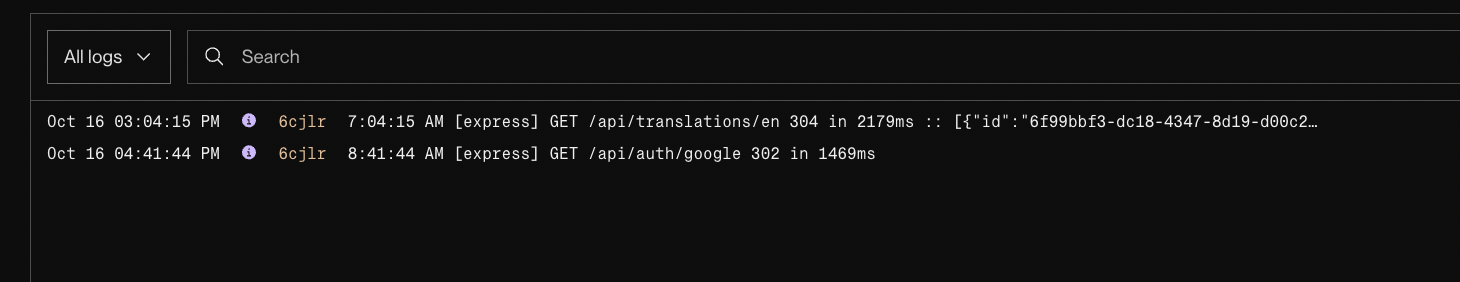 All logs
Search
Oct 16 03:04:15 PM 6cjlr 7:04:15 AM [express] GET /api/translations/en 304 in 2179ms :: [{"id":"6f99bbf3-dc18-4347-8d19-d00c2…
Oct 16 04:41:44 PM 6cjlr 8:41:44 AM [express] GET /api/auth/google 302 in 1469ms